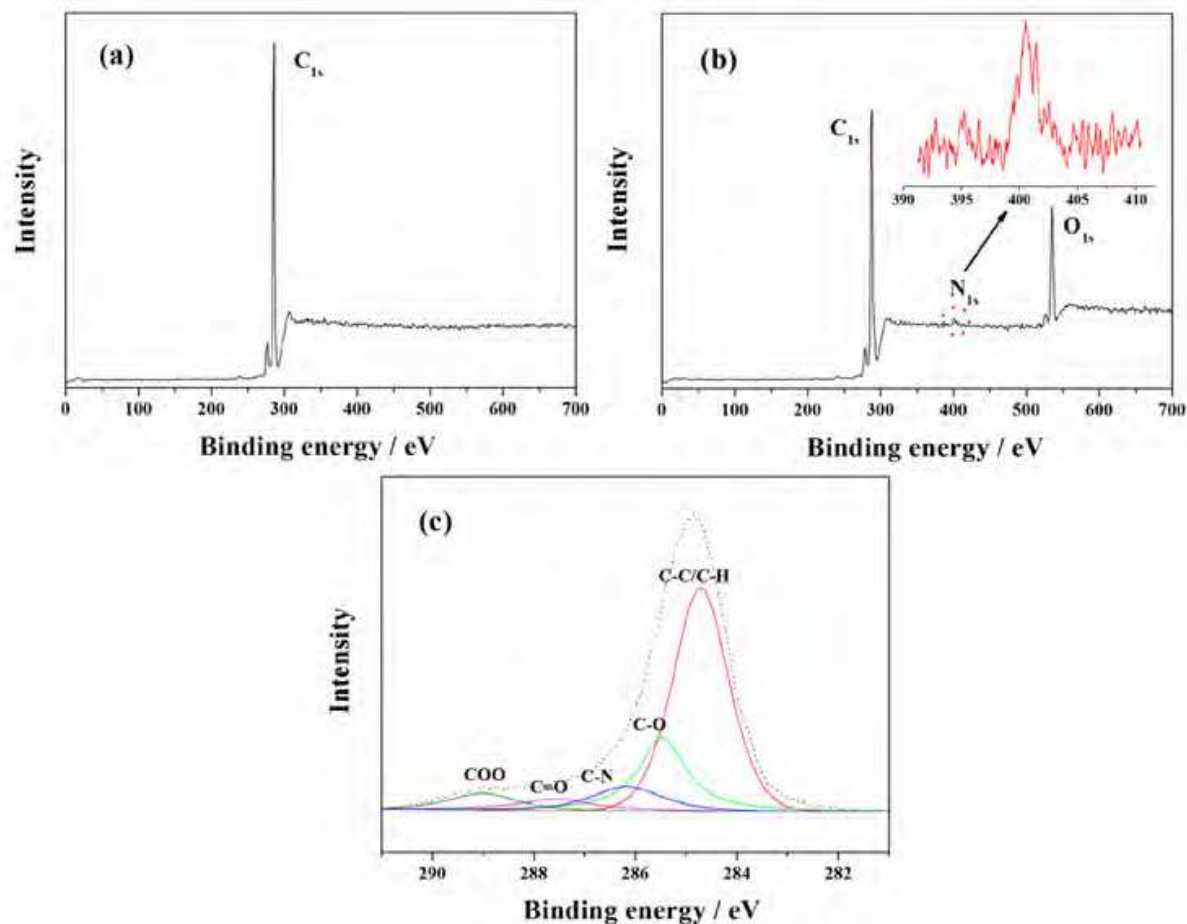 (a)
C1s
Intensity
0 100 200 300 400 500 600 700
Binding energy / eV
(b)
C1s
390 395 400 405 410
O1s
N1s
Intensity
0 100 200 300 400 500 600 700
Binding energy / eV
(c)
C-C/C-H
C-O
C-N
C=O
COO
Intensity
290 288 286 284 282
Binding energy / eV